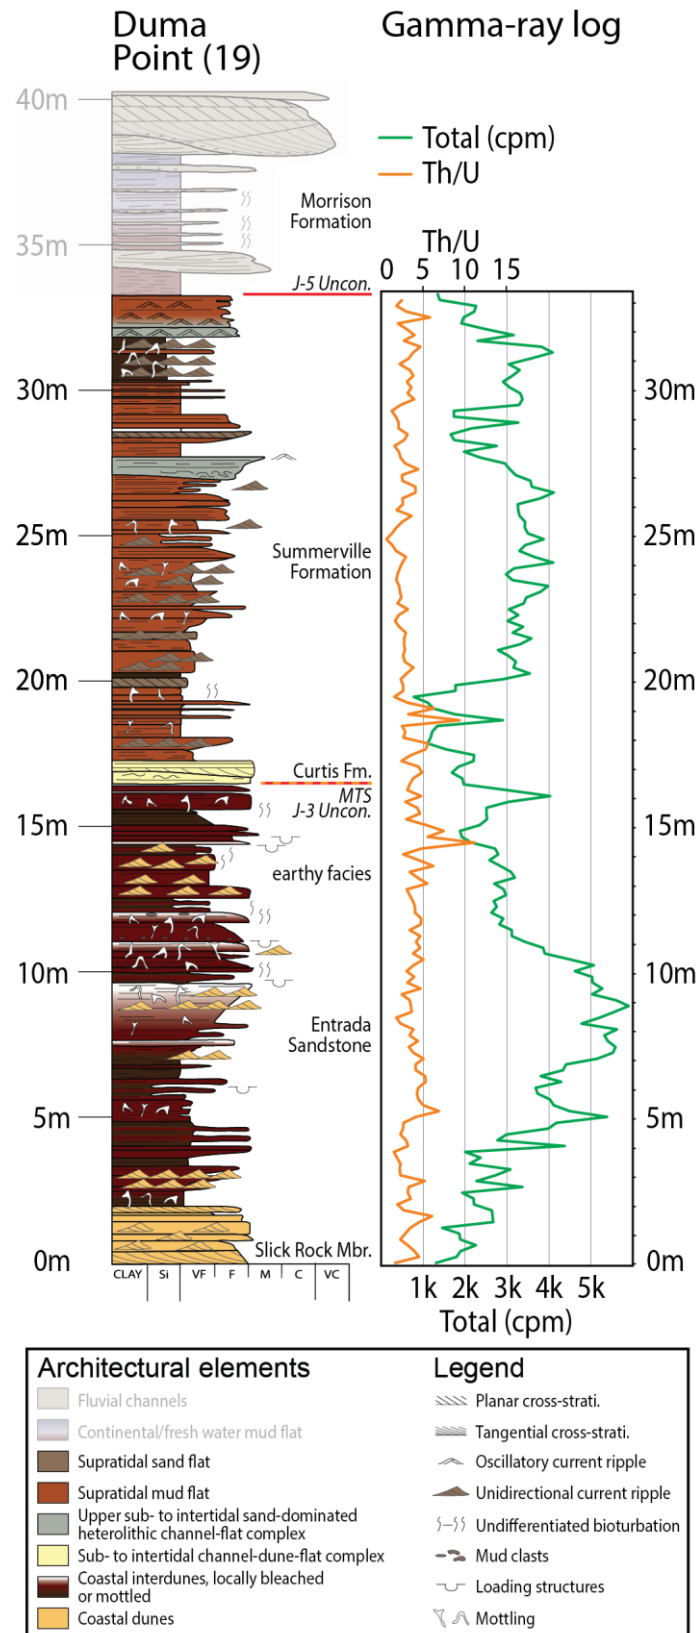 Duma
Point (19)
Gamma-ray log
40m
Total (cpm)
Th/U
Morrison
Formation
35m
Th/U
0 5 10 15
J-5 Uncon.
30m
30m
25m
25m
Summerville
Formation
20m
20m
Curtis Fm.
MTS
J-3 Uncon.
15m
15m
earthy facies
10m
10m
Entrada
Sandstone
5m
5m
Slick Rock Mbr.
0m
0m
CLAY Si VF F M C VC
1k 2k 3k 4k 5k
Total (cpm)
Architectural elements
Fluvial channels
Continental/fresh water mud flat
Supratidal sand flat
Supratidal mud flat
Upper sub- to intertidal sand-dominated
heterolithic channel-flat complex
Sub- to intertidal channel-dune-flat complex
Coastal interdunes, locally bleached
or mottled
Coastal dunes
Legend
Planar cross-strati.
Tangential cross-strati.
Oscillatory current ripple
Unidirectional current ripple
Undifferentiated bioturbation
Mud clasts
Loading structures
Mottling